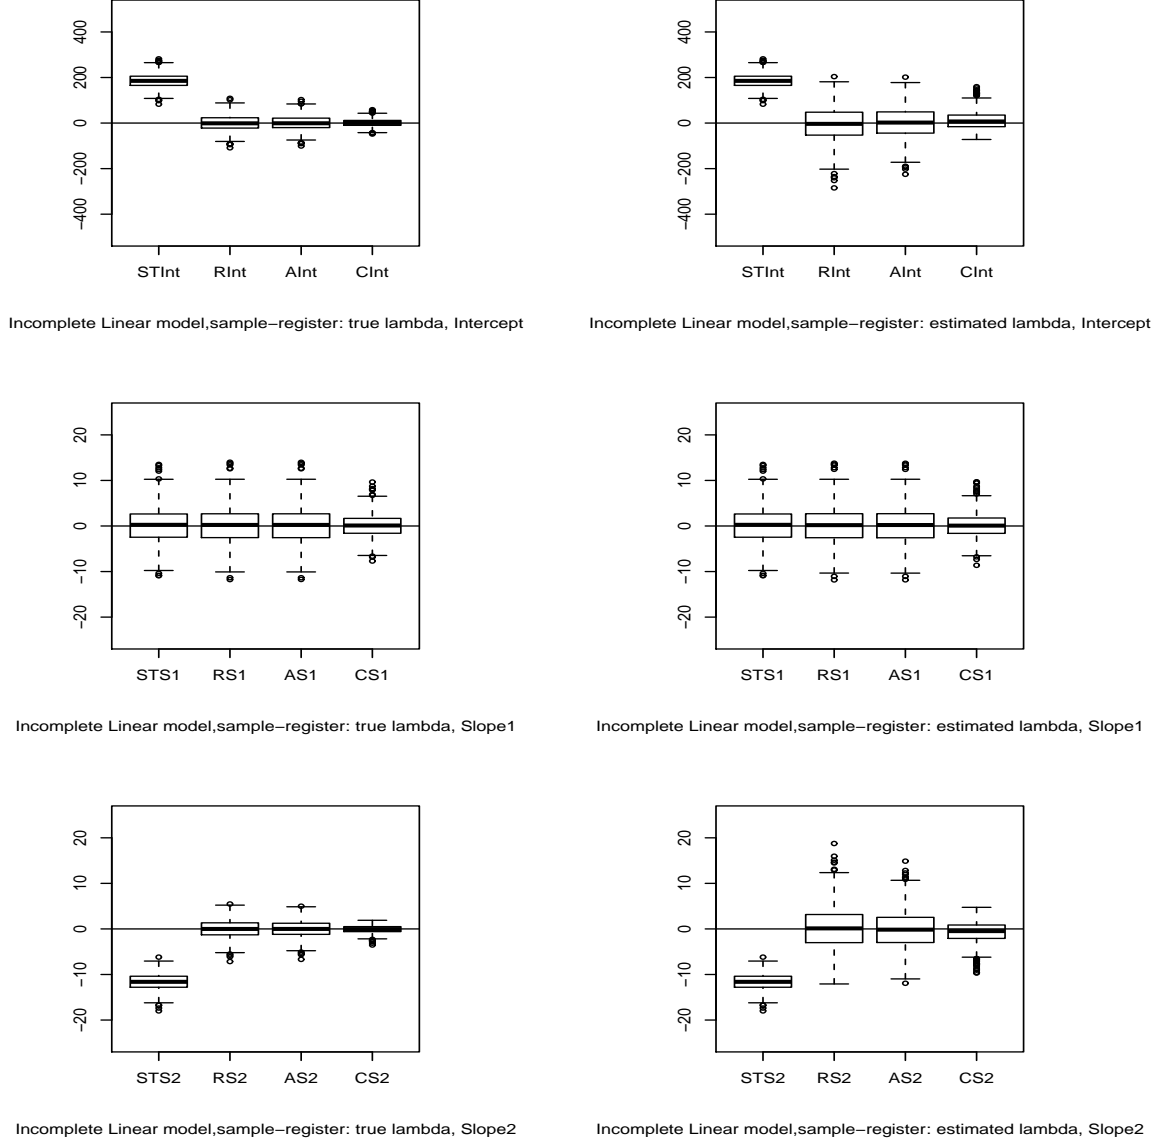 400
200
0
−200
−400
STInt RInt AInt CInt
Incomplete Linear model,sample−register: true lambda, Intercept
400
200
0
−200
−400
STInt RInt AInt CInt
Incomplete Linear model,sample−register: estimated lambda, Intercept
20
10
0
−10
−20
STS1 RS1 AS1 CS1
Incomplete Linear model,sample−register: true lambda, Slope1
20
10
0
−10
−20
STS1 RS1 AS1 CS1
Incomplete Linear model,sample−register: estimated lambda, Slope1
20
10
0
−10
−20
STS2 RS2 AS2 CS2
Incomplete Linear model,sample−register: true lambda, Slope2
20
10
0
−10
−20
STS2 RS2 AS2 CS2
Incomplete Linear model,sample−register: estimated lambda, Slope2